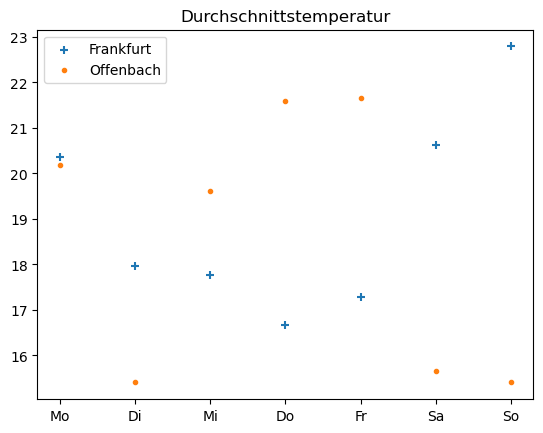 Durchschnittstemperatur
Frankfurt
Offenbach
23
22
21
20
19
18
17
16
Mo Di Mi Do Fr Sa So